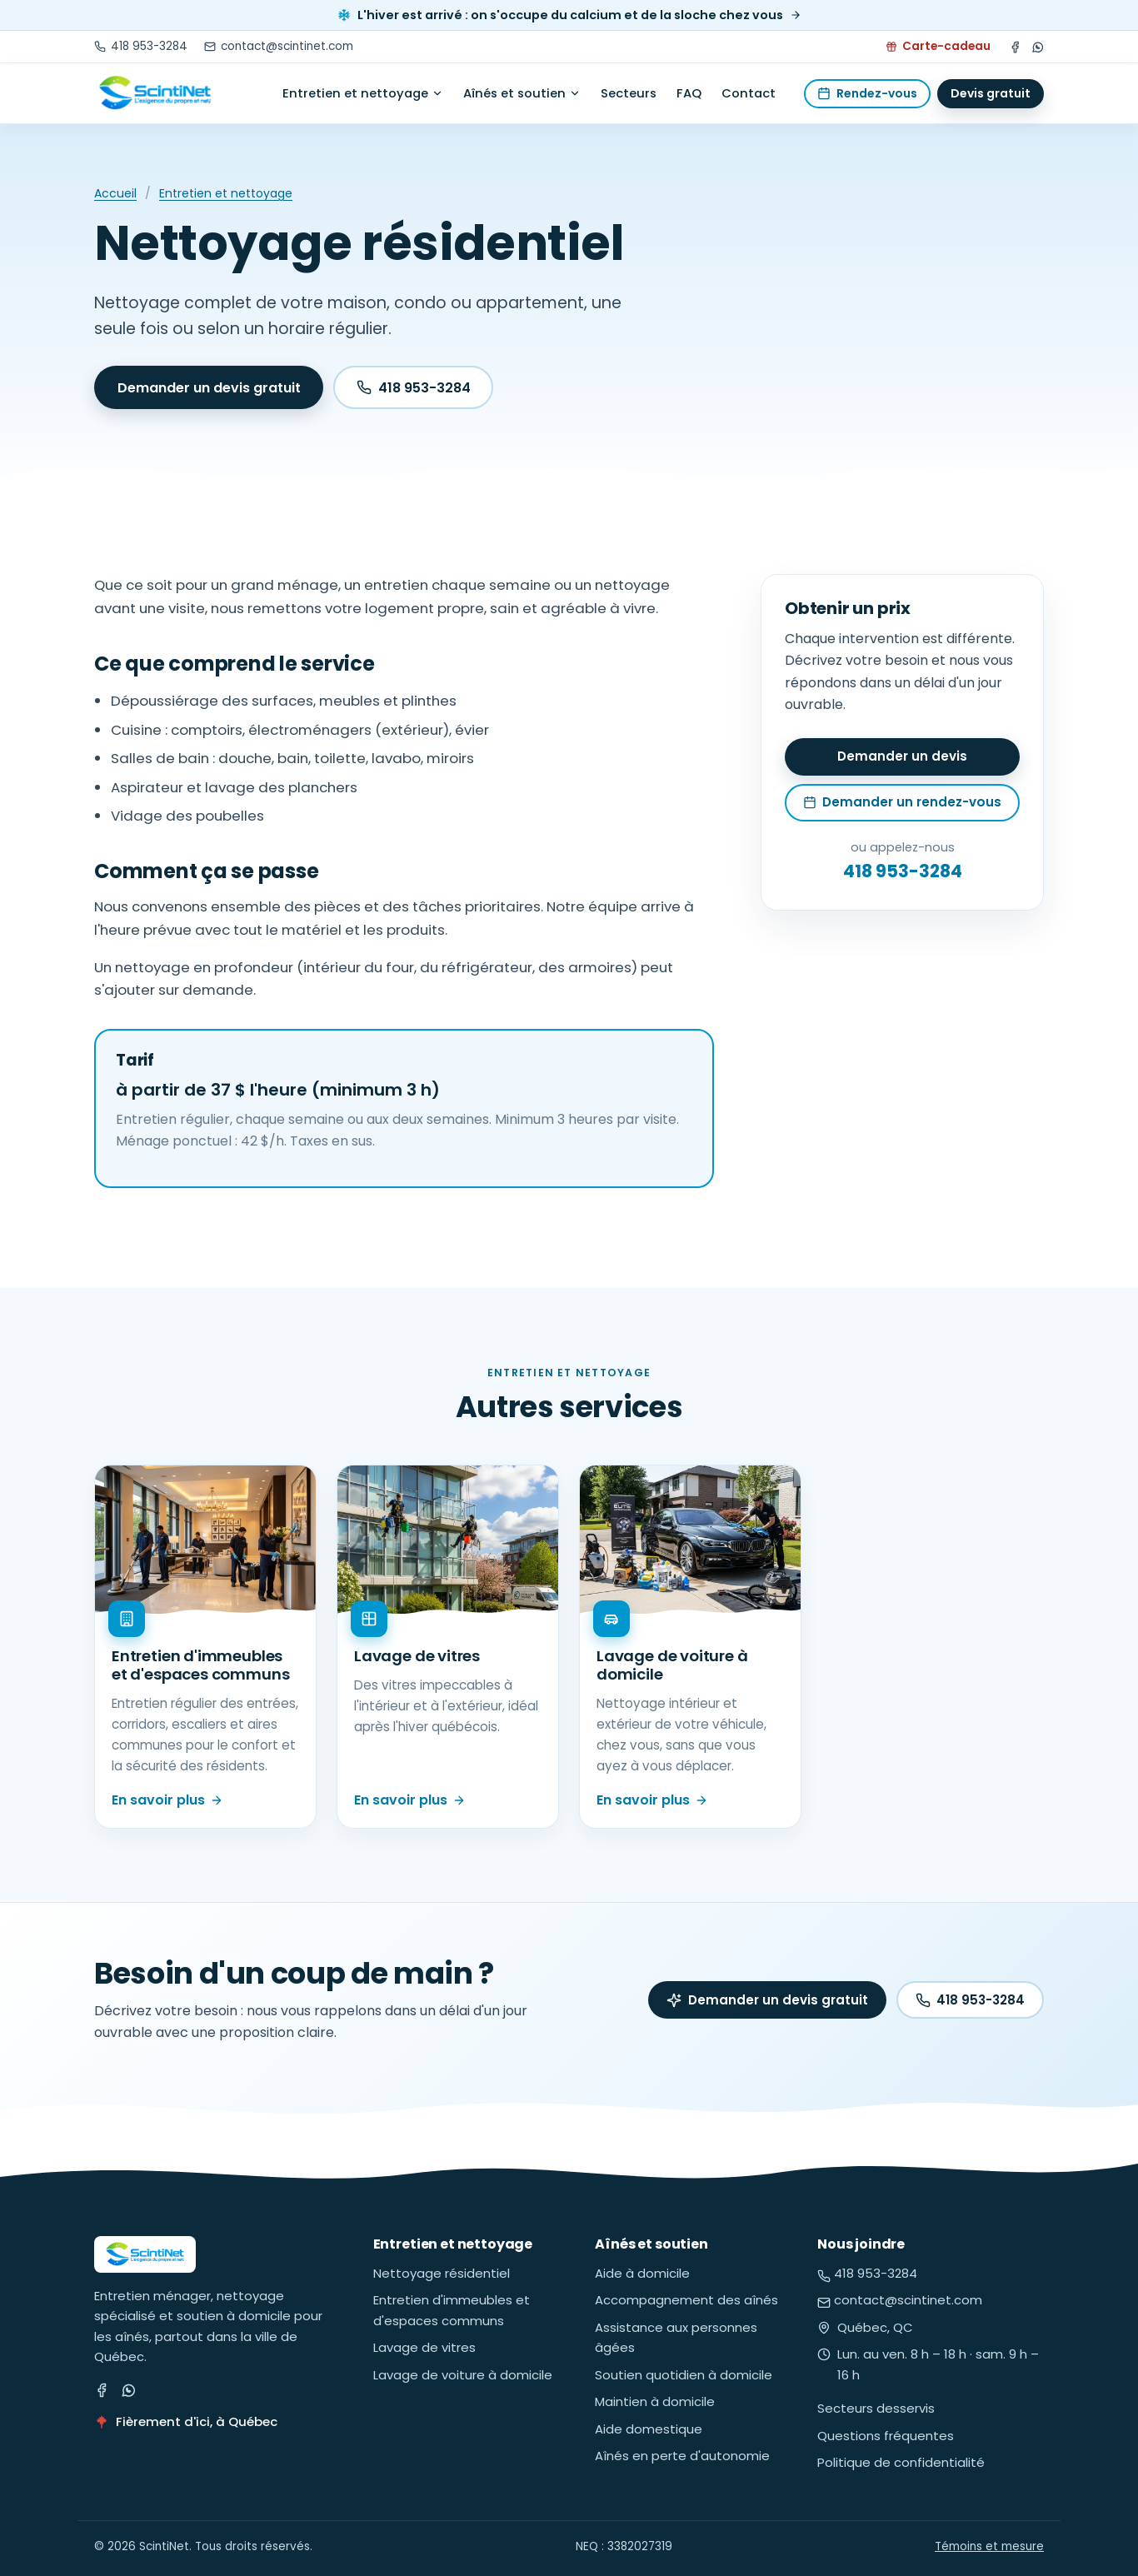 L'hiver est arrivé : on s'occupe du calcium et de la sloche chez vous
418 953-3284
contact@scintinet.com
Carte-cadeau
ScintiNet
L'exigence du propre et net
Entretien et nettoyage
Aînés et soutien
Secteurs
FAQ
Contact
Rendez-vous
Devis gratuit
Accueil / Entretien et nettoyage
Nettoyage résidentiel
Nettoyage complet de votre maison, condo ou appartement, une
seule fois ou selon un horaire régulier.
Demander un devis gratuit
418 953-3284
Que ce soit pour un grand ménage, un entretien chaque semaine ou un nettoyage
avant une visite, nous remettons votre logement propre, sain et agréable à vivre.
Ce que comprend le service
• Dépoussiérage des surfaces, meubles et plinthes
• Cuisine : comptoirs, électroménagers (extérieur), évier
• Salles de bain : douche, bain, toilette, lavabo, miroirs
• Aspirateur et lavage des planchers
• Vidage des poubelles
Comment ça se passe
Nous convenons ensemble des pièces et des tâches prioritaires. Notre équipe arrive à
l'heure prévue avec tout le matériel et les produits.
Un nettoyage en profondeur (intérieur du four, du réfrigérateur, des armoires) peut
s'ajouter sur demande.
Tarif
à partir de 37 $ l'heure (minimum 3 h)
Entretien régulier, chaque semaine ou aux deux semaines. Minimum 3 heures par visite.
Ménage ponctuel : 42 $/h. Taxes en sus.
Obtenir un prix
Chaque intervention est différente.
Décrivez votre besoin et nous vous
répondons dans un délai d'un jour
ouvrable.
Demander un devis
Demander un rendez-vous
ou appelez-nous
418 953-3284
ENTRETIEN ET NETTOYAGE
Autres services
ELITE
Entretien d'immeubles
et d'espaces communs
Entretien régulier des entrées,
corridors, escaliers et aires
communes pour le confort et
la sécurité des résidents.
En savoir plus
Lavage de vitres
Des vitres impeccables à
l'intérieur et à l'extérieur, idéal
après l'hiver québécois.
En savoir plus
Lavage de voiture à
domicile
Nettoyage intérieur et
extérieur de votre véhicule,
chez vous, sans que vous
ayez à vous déplacer.
En savoir plus
Besoin d'un coup de main ?
Décrivez votre besoin : nous vous rappelons dans un délai d'un jour
ouvrable avec une proposition claire.
Demander un devis gratuit
418 953-3284
ScintiNet
L'exigence du propre et net
Entretien ménager, nettoyage
spécialisé et soutien à domicile pour
les aînés, partout dans la ville de
Québec.
Fièrement d'ici, à Québec
Entretien et nettoyage
Nettoyage résidentiel
Entretien d'immeubles et
d'espaces communs
Lavage de vitres
Lavage de voiture à domicile
Aînés et soutien
Aide à domicile
Accompagnement des aînés
Assistance aux personnes
âgées
Soutien quotidien à domicile
Maintien à domicile
Aide domestique
Aînés en perte d'autonomie
Nous joindre
418 953-3284
contact@scintinet.com
Québec, QC
Lun. au ven. 8 h – 18 h · sam. 9 h –
16 h
Secteurs desservis
Questions fréquentes
Politique de confidentialité
© 2026 ScintiNet. Tous droits réservés.
NEQ : 3382027319
Témoins et mesure